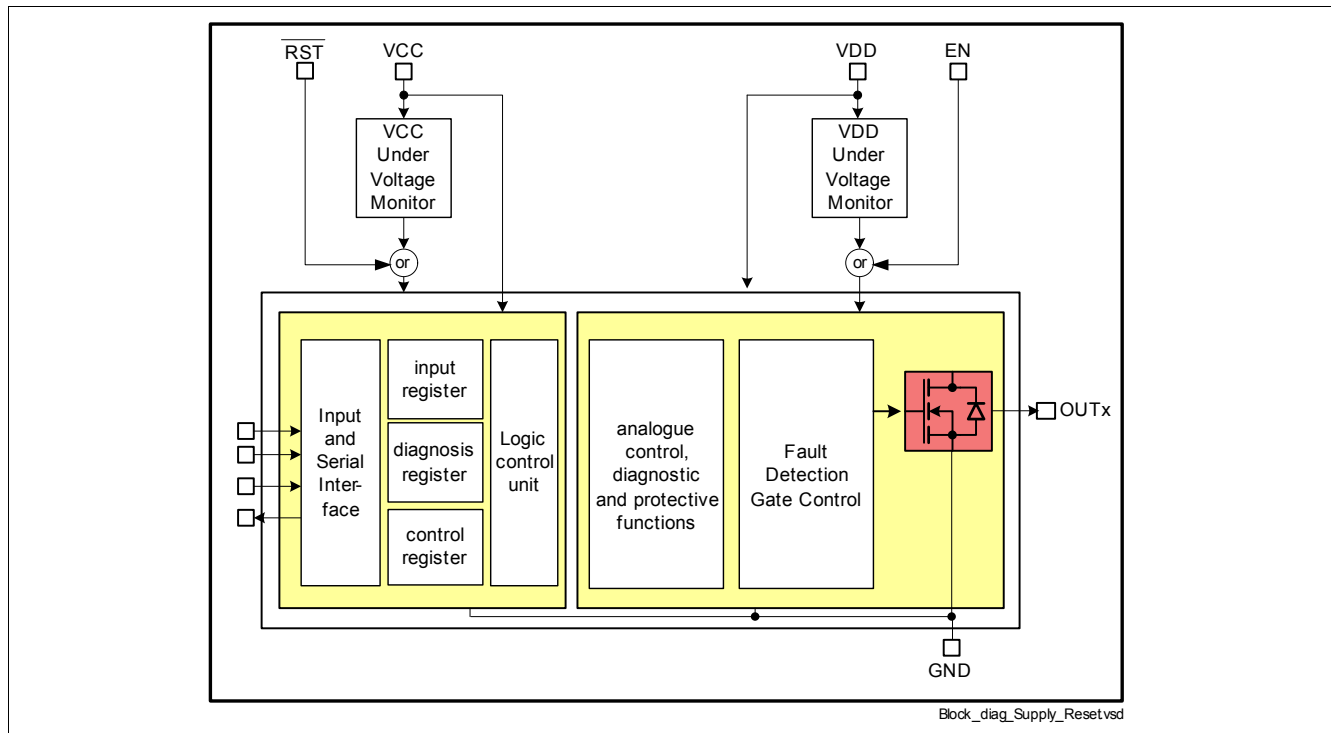 RST
VCC
VDD
EN
VCC
Under
Voltage
Monitor
VDD
Under
Voltage
Monitor
or
or
Input
and
Serial
Inter-
face
input
register
diagnosis
register
control
register
Logic
control
unit
analogue
control,
diagnostic
and protective
functions
Fault
Detection
Gate Control
OUTx
GND
Block_diag_Supply_Reset.vsd